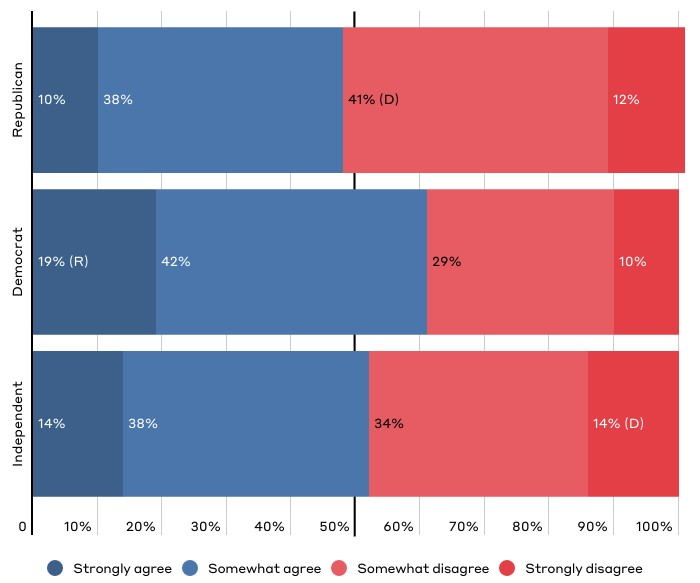 Republican
10% 38% 41% (D) 12%
Democrat
19% (R) 42% 29% 10%
Independent
14% 38% 34% 14% (D)
0 10% 20% 30% 40% 50% 60% 70% 80% 90% 100%
Strongly agree Somewhat agree Somewhat disagree Strongly disagree